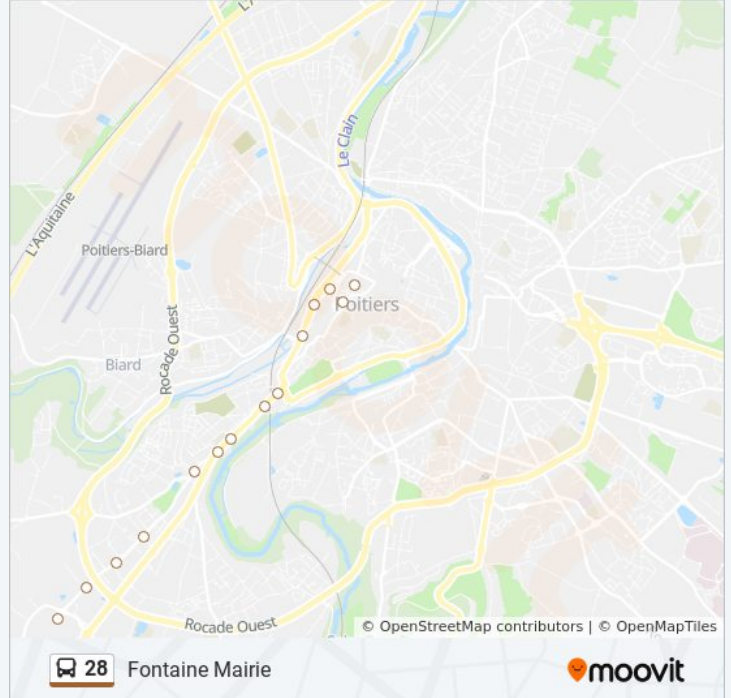 L'Aquitaine
Le Clain
Poitiers-Biard
Poitiers
Rocade Ouest
Biard
Rocade Ouest
© OpenStreetMap contributors | © OpenMapTiles
28 Fontaine Mairie
moovit